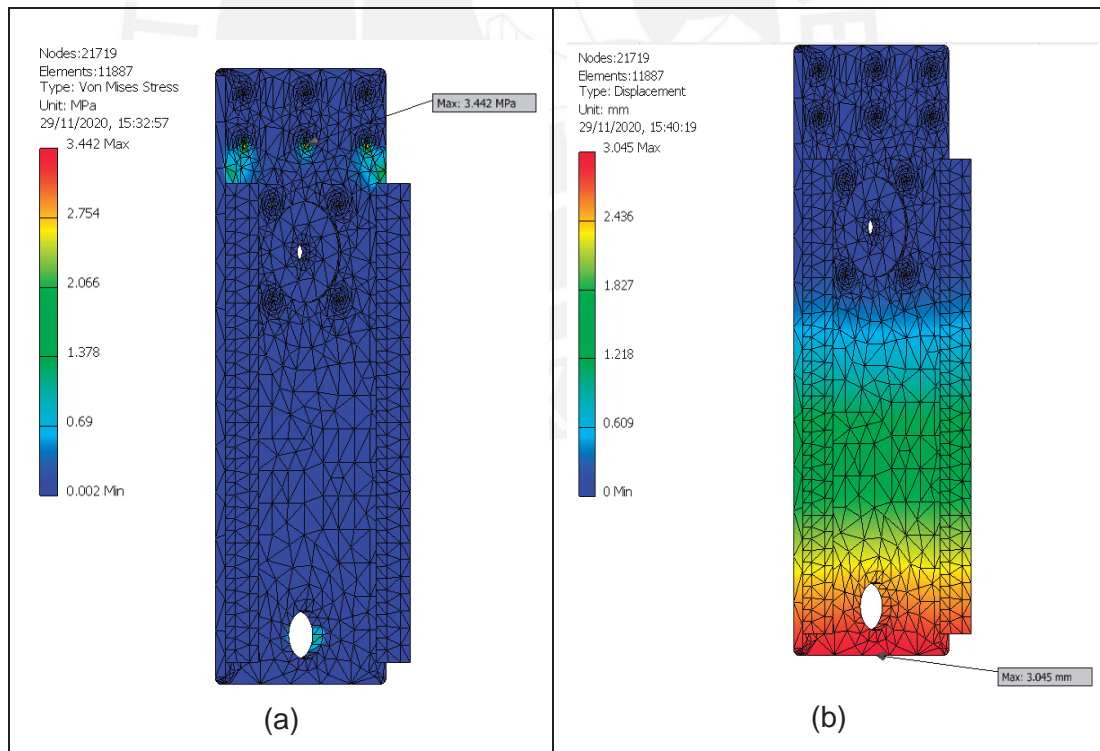 Nodes:21719
Elements:11887
Type: Von Mises Stress
Unit: MPa
29/11/2020, 15:32:57
3.442 Max
2.754
2.066
1.378
0.69
0.002 Min
Max: 3.442 MPa
(a)
Nodes:21719
Elements:11887
Type: Displacement
Unit: mm
29/11/2020, 15:40:19
3.045 Max
2.436
1.827
1.218
0.609
0 Min
Max: 3.045 mm
(b)